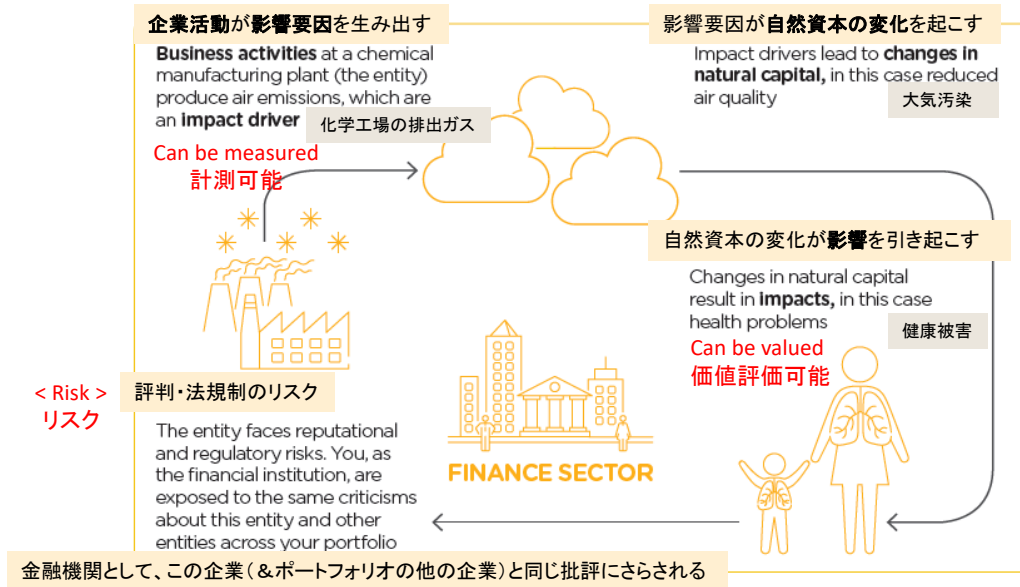 企業活動が影響要因を生み出す
Business activities at a chemical
manufacturing plant (the entity)
produce air emissions, which are
an impact driver
化学工場の排出ガス
Can be measured
計測可能
影響要因が自然資本の変化を起こす
Impact drivers lead to changes in
natural capital, in this case reduced
air quality
大気汚染
自然資本の変化が影響を引き起こす
Changes in natural capital
result in impacts, in this case
health problems
健康被害
Can be valued
価値評価可能
< Risk >
リスク
評判・法規制のリスク
The entity faces reputational
and regulatory risks. You, as
the financial institution, are
exposed to the same criticisms
about this entity and other
entities across your portfolio
FINANCE SECTOR
金融機関として、この企業(&ポートフォリオの他の企業)と同じ批評にさらされる